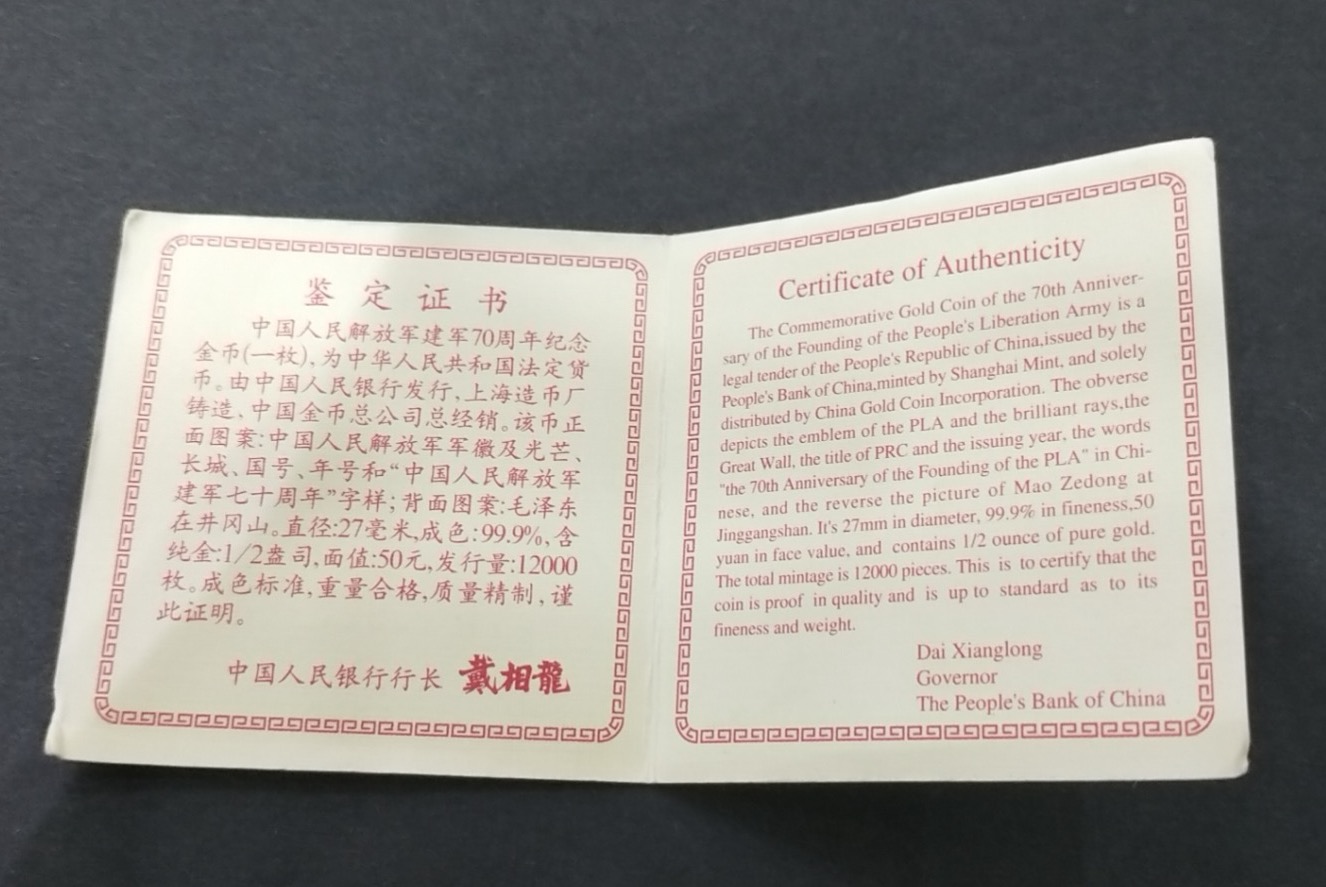 鉴定证书
中国人民解放军建军70周年纪念
金币(一枚),为中华人民共和国法定货
币。由中国人民银行发行,上海造币厂
铸造、中国金币总公司总经销。该币正
面图案:中国人民解放军军徽及光芒、
长城、国号、年号和“中国人民解放军
建军七十周年”字样;背面图案:毛泽东
在井冈山。直径:27毫米,成色:99.9%,含
纯金:1/2盎司,面值:50元,发行量:12000
枚。成色标准,重量合格,质量精制,谨
此证明。
中国人民银行行长 戴相龍
Certificate of Authenticity
The Commemorative Gold Coin of the 70th Anniver-
sary of the Founding of the People's Liberation Army is a
legal tender of the People's Republic of China,issued by the
People's Bank of China,minted by Shanghai Mint, and solely
distributed by China Gold Coin Incorporation. The obverse
depicts the emblem of the PLA and the brilliant rays,the
Great Wall, the title of PRC and the issuing year, the words
"the 70th Anniversary of the Founding of the PLA" in Chi-
nese, and the reverse the picture of Mao Zedong at
Jinggangshan. It's 27mm in diameter, 99.9% in fineness,50
yuan in face value, and contains 1/2 ounce of pure gold.
The total mintage is 12000 pieces. This is to certify that the
coin is proof in quality and is up to standard as to its
fineness and weight.
Dai Xianglong
Governor
The People's Bank of China